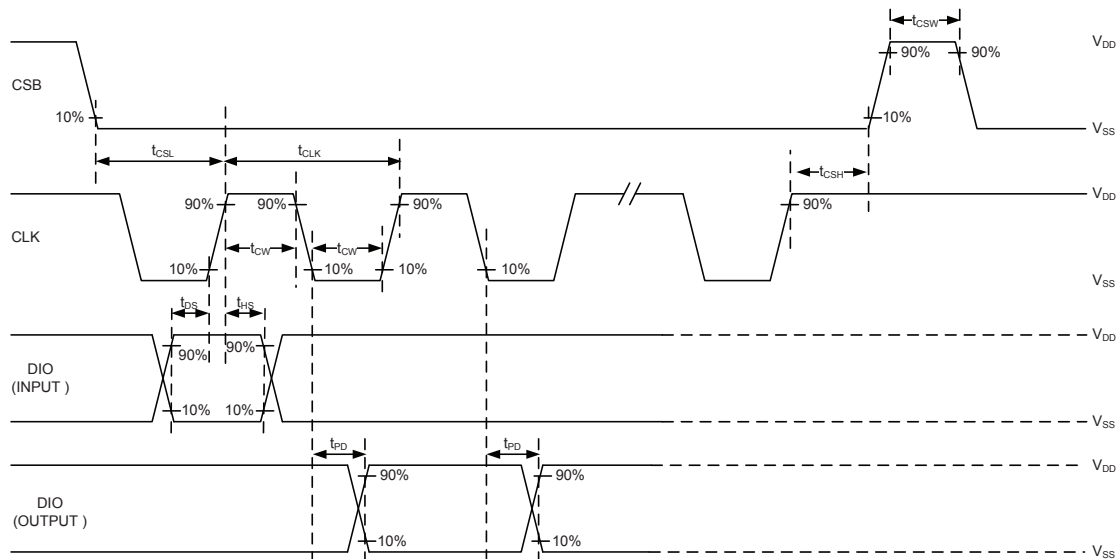 tCSW
VDD
90% 90%
CSB
10% 10%
VSS
tCSL tCLK
tCSH
VDD
90% 90% 90% 90%
CLK
tCW tCW
10% 10% 10% 10%
VSS
tDS tHS
VDD
90% 90%
DIO
(INPUT )
10% 10%
VSS
tPD tPD
VDD
90% 90%
DIO
(OUTPUT )
10% 10%
VSS